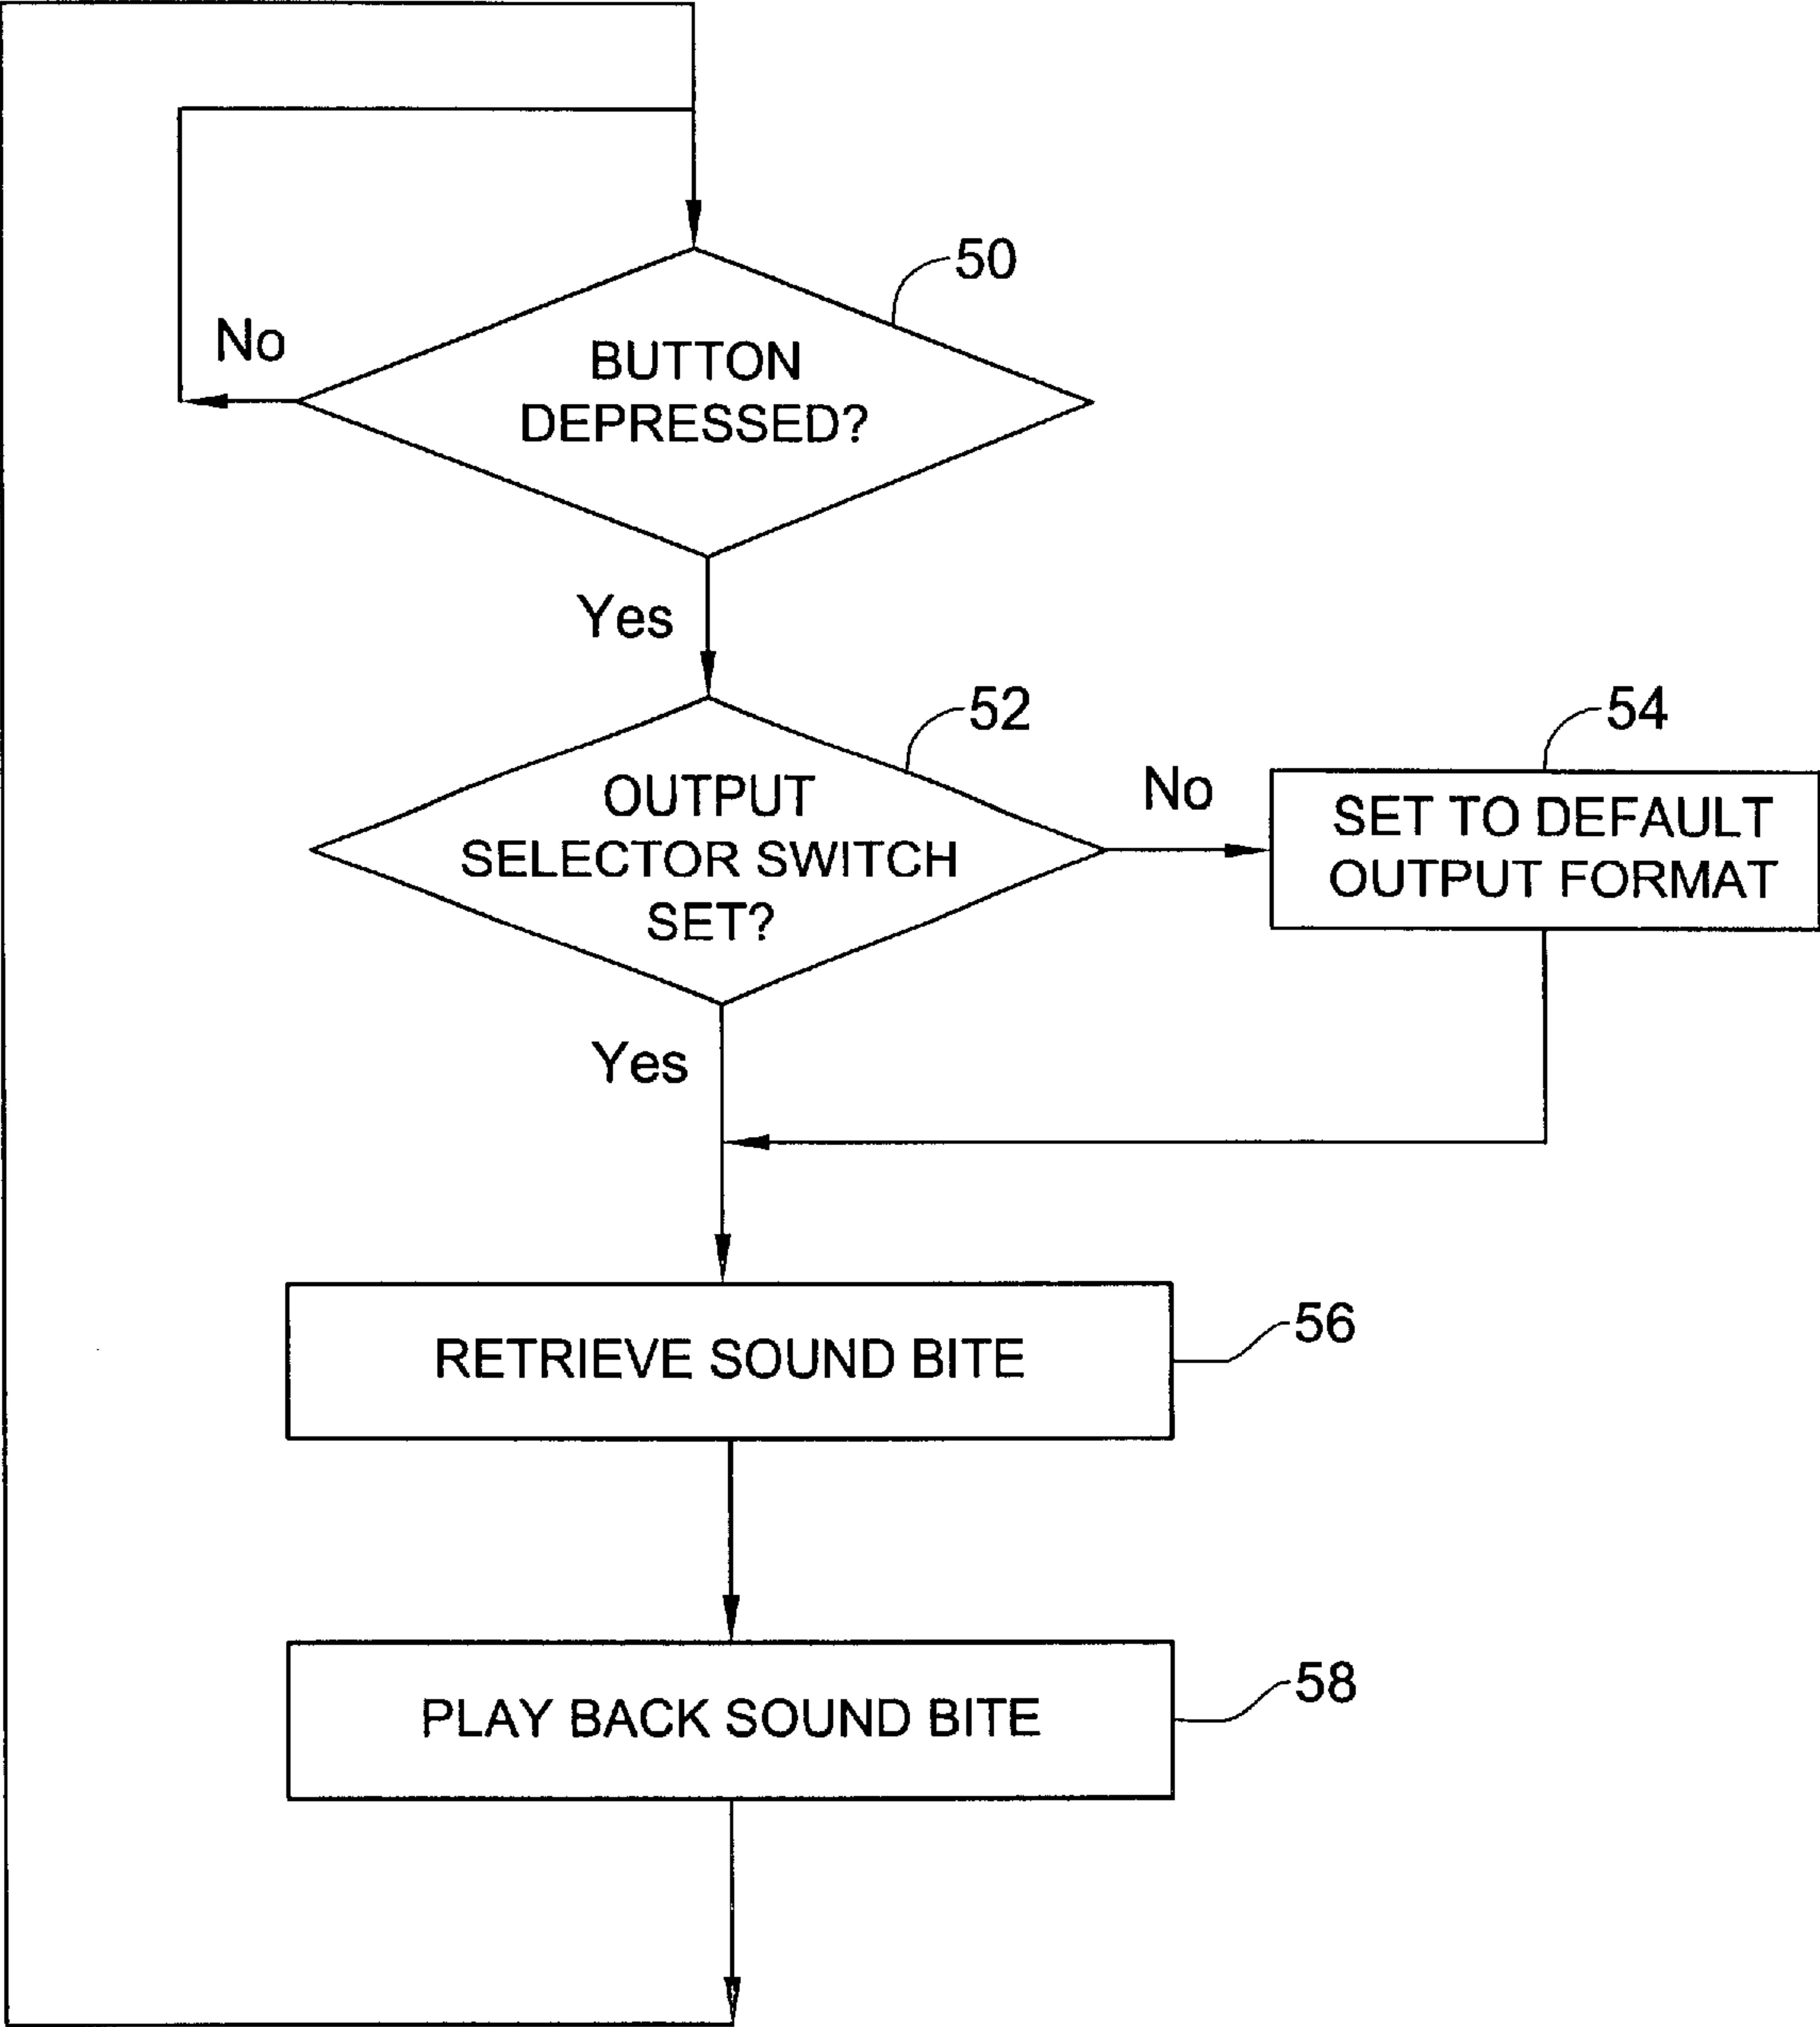 50
No
BUTTON
DEPRESSED?
Yes
52
54
OUTPUT
SELECTOR SWITCH
SET?
No
SET TO DEFAULT
OUTPUT FORMAT
Yes
RETRIEVE SOUND BITE
56
PLAY BACK SOUND BITE
58